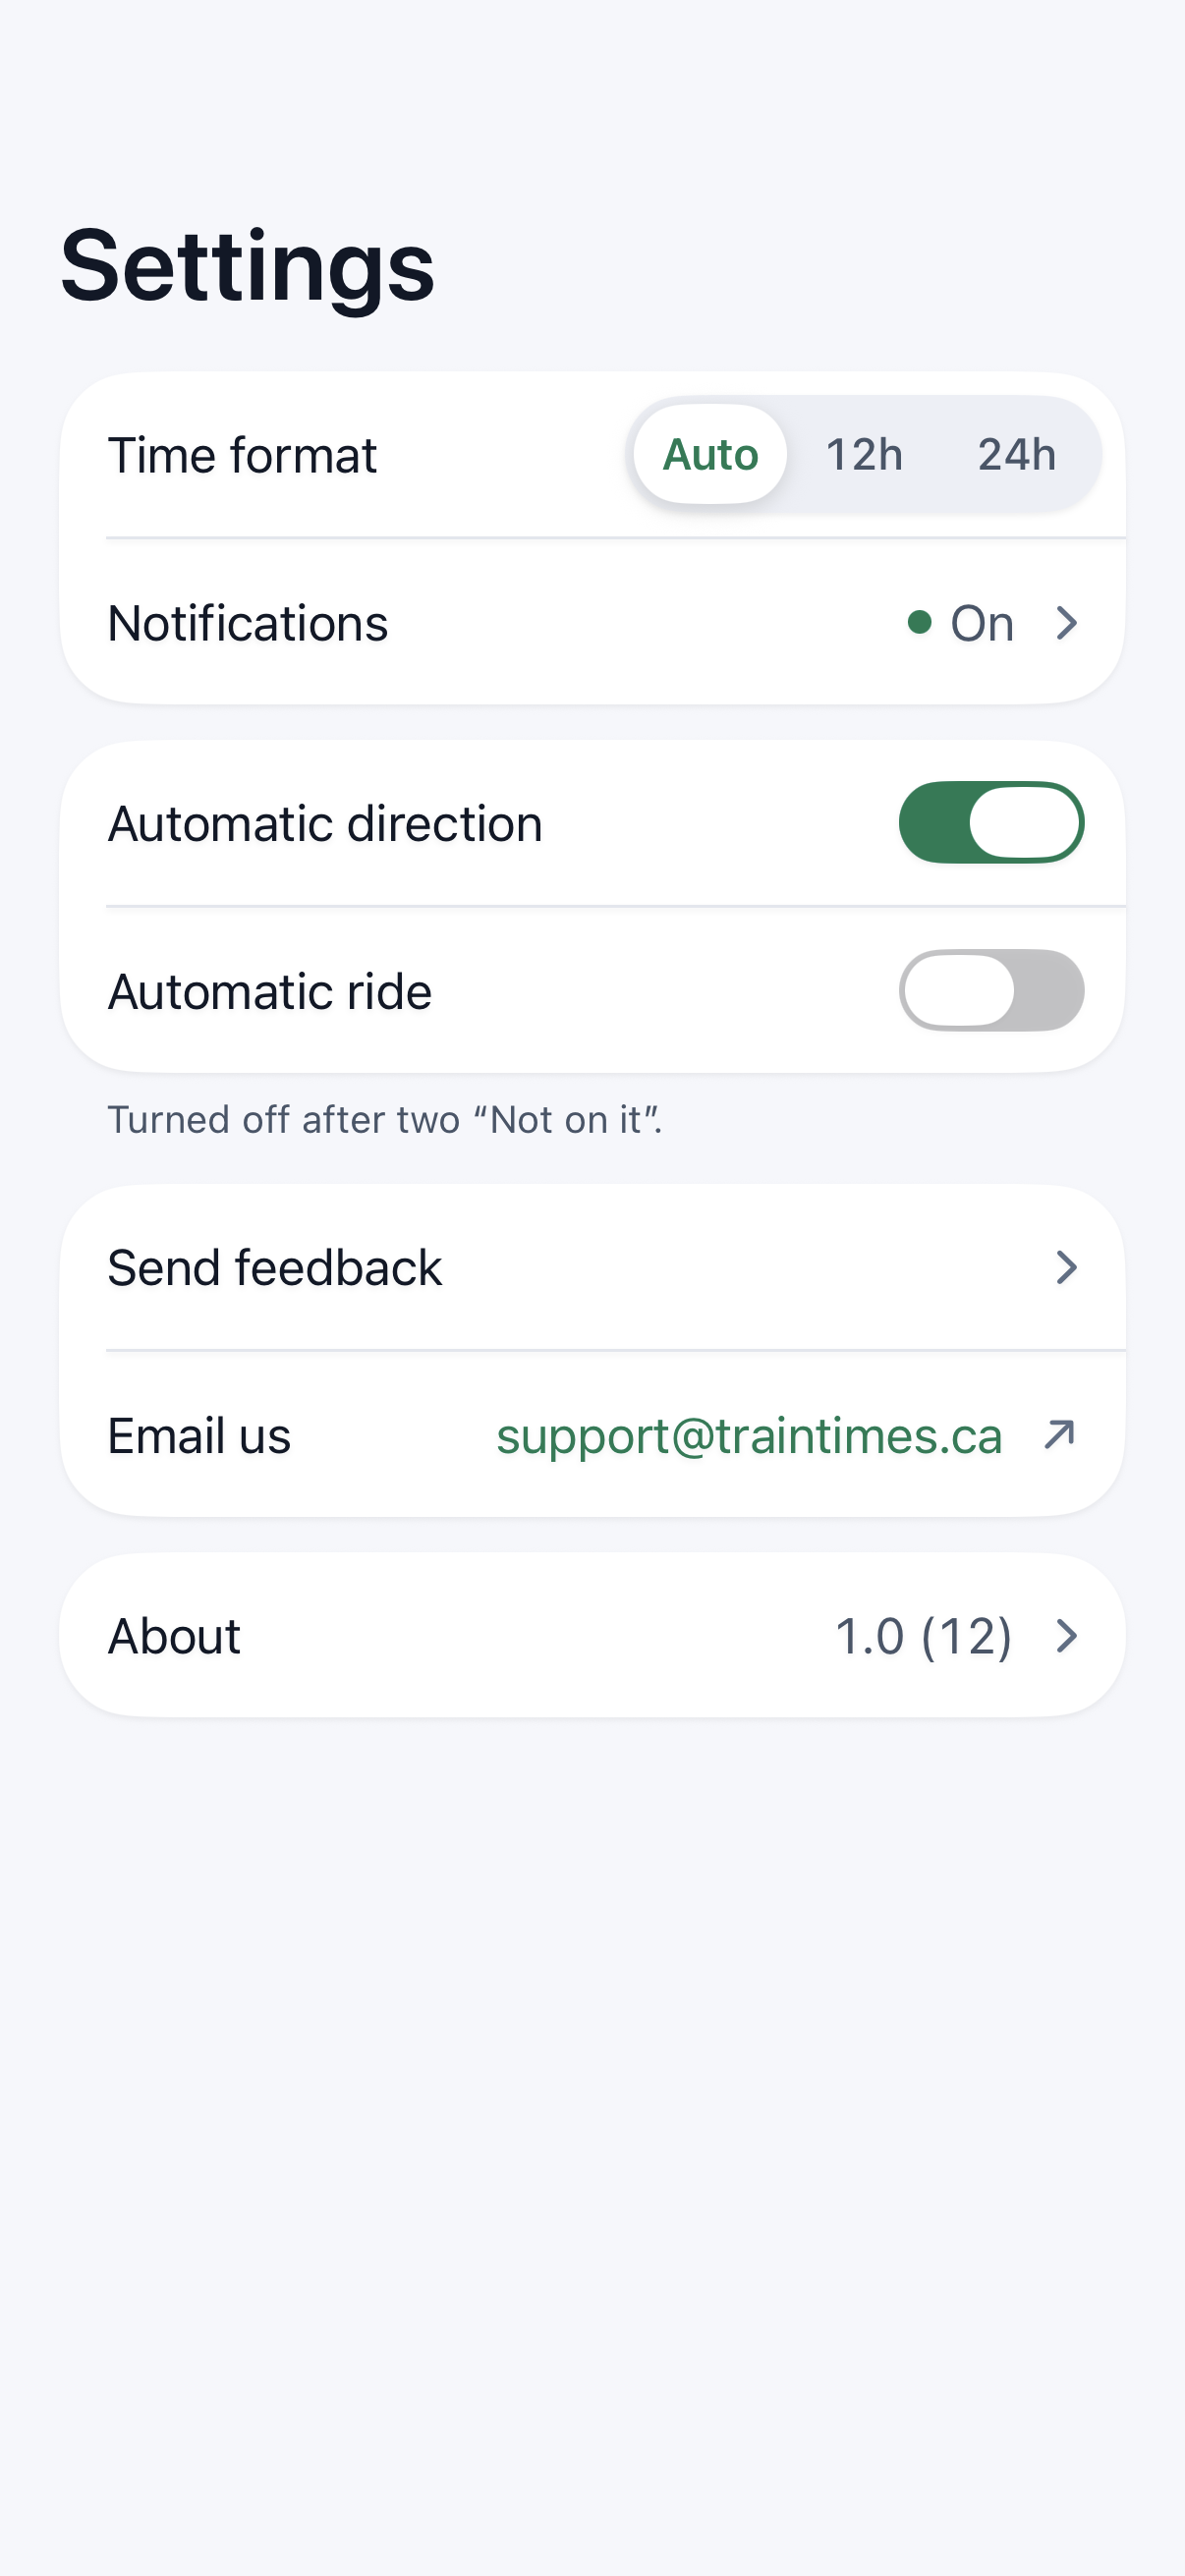 Settings
Time format Auto 12h 24h
Notifications On
Automatic direction
Automatic ride
Turned off after two “Not on it”.
Send feedback
Email us support@traintimes.ca
About 1.0 (12)